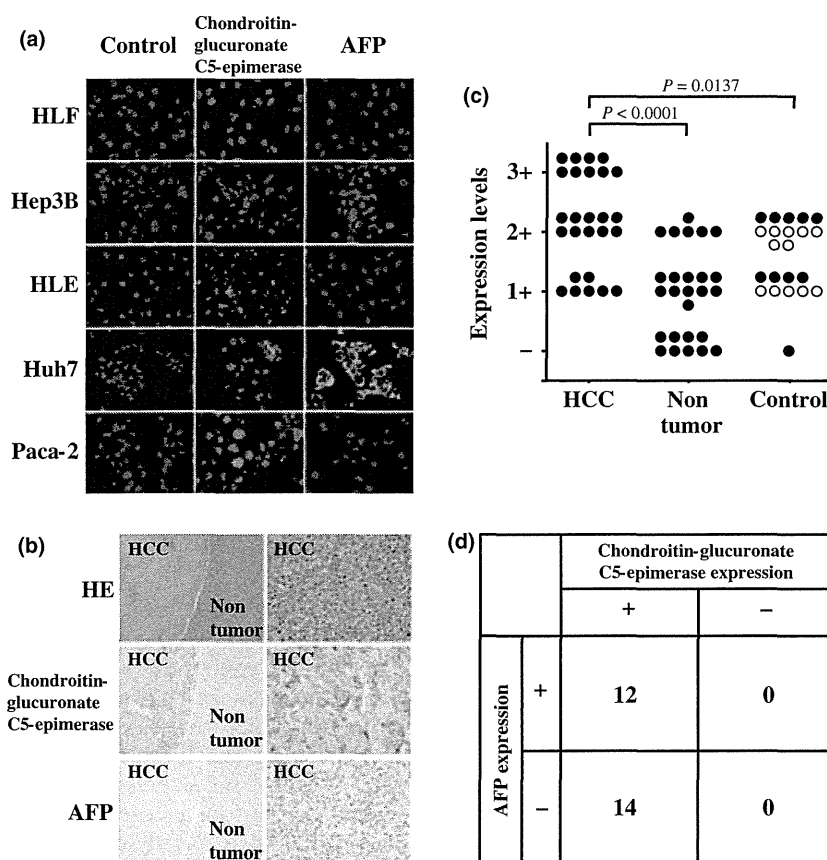 (a)
Control
Chondroitin-
glucuronate
C5-epimerase
AFP
HLF
Hep3B
HLE
Huh7
Paca-2
(c)
P = 0.0137
P < 0.0001
Expression levels
3+
2+
1+
–
HCC
Non
tumor
Control
(b)
HE
HCC
Non
tumor
HCC
Chondroitin-
glucuronate
C5-epimerase
HCC
Non
tumor
HCC
AFP
HCC
Non
tumor
HCC
(d)
Chondroitin-glucuronate
C5-epimerase expression
+ –
AFP expression
+ 12 0
– 14 0